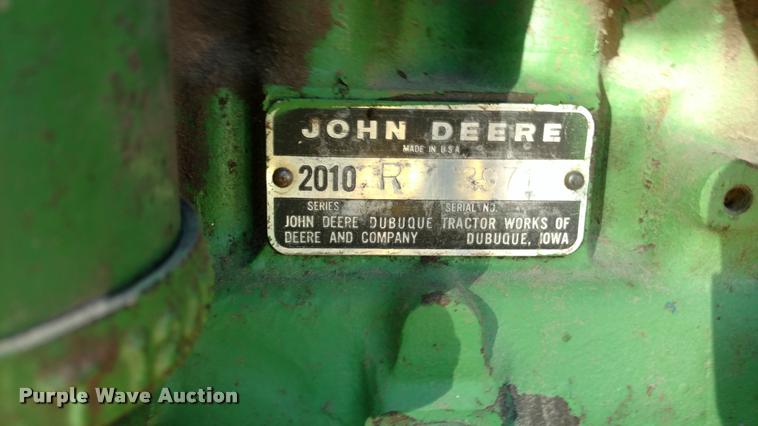 JOHN DEERE
MADE IN U.S.A.
2010 R
SERIES SERIAL NO.
JOHN DEERE DUBUQUE TRACTOR WORKS OF
DEERE AND COMPANY DUBUQUE, IOWA
Purple Wave Auction